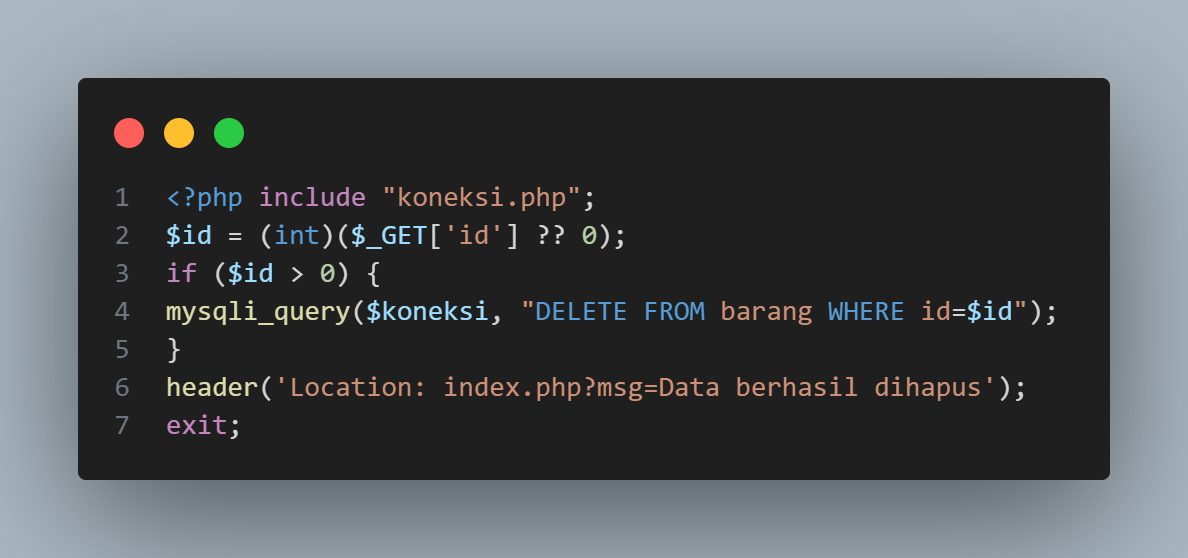 1 <?php include "koneksi.php";
2 $id = (int)($_GET['id'] ?? 0);
3 if ($id > 0) {
4 mysqli_query($koneksi, "DELETE FROM barang WHERE id=$id");
5 }
6 header('Location: index.php?msg=Data berhasil dihapus');
7 exit;